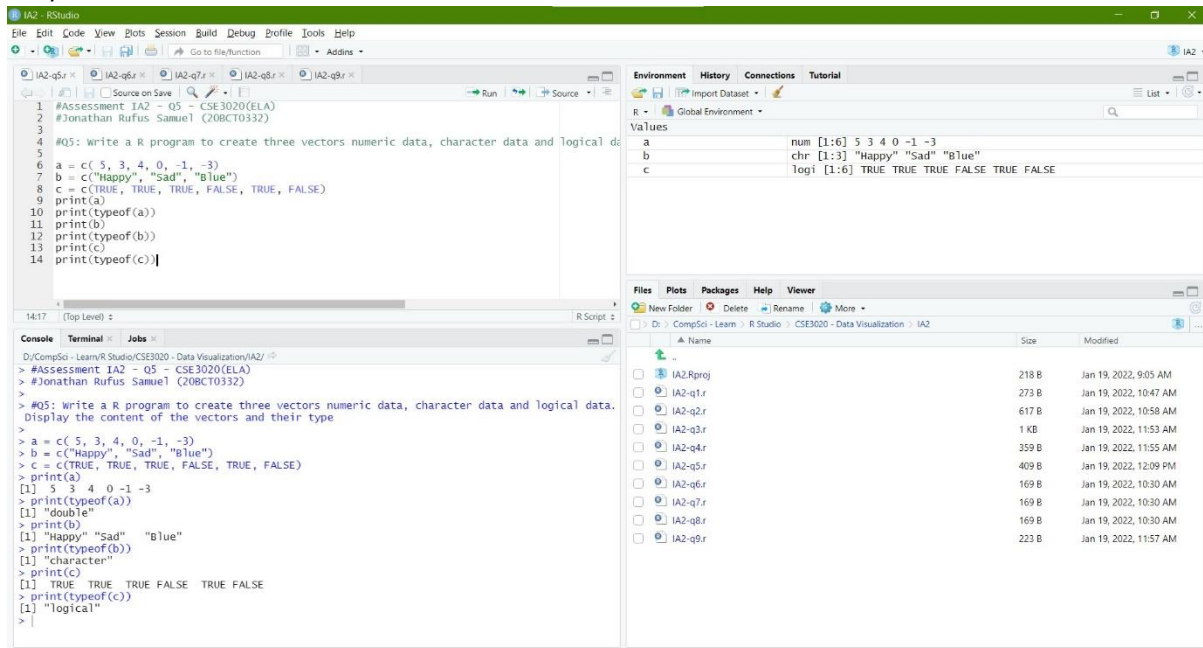 IA2 - RStudio
File Edit Code View Plots Session Build Debug Profile Tools Help
Go to file/function Addins IA2
IA2-q5.r IA2-q6.r IA2-q7.r IA2-q8.r IA2-q9.r
Source on Save Run Source
1 #Assessment IA2 - Q5 - CSE3020(ELA)
2 #Jonathan Rufus Samuel (20BCT0332)
3
4 #Q5: Write a R program to create three vectors numeric data, character data and logical da
5
6 a = c( 5, 3, 4, 0, -1, -3)
7 b = c("Happy", "Sad", "Blue")
8 c = c(TRUE, TRUE, TRUE, FALSE, TRUE, FALSE)
9 print(a)
10 print(typeof(a))
11 print(b)
12 print(typeof(b))
13 print(c)
14 print(typeof(c))
14:17 (Top Level) R Script
Console Terminal Jobs
D:/CompSci - Learn/R Studio/CSE3020 - Data Visualization/IA2/
> #Assessment IA2 - Q5 - CSE3020(ELA)
> #Jonathan Rufus Samuel (20BCT0332)
>
> #Q5: Write a R program to create three vectors numeric data, character data and logical data.
Display the content of the vectors and their type
>
> a = c( 5, 3, 4, 0, -1, -3)
> b = c("Happy", "Sad", "Blue")
> c = c(TRUE, TRUE, TRUE, FALSE, TRUE, FALSE)
> print(a)
[1] 5 3 4 0 -1 -3
> print(typeof(a))
[1] "double"
> print(b)
[1] "Happy" "Sad" "Blue"
> print(typeof(b))
[1] "character"
> print(c)
[1] TRUE TRUE TRUE FALSE TRUE FALSE
> print(typeof(c))
[1] "logical"
>
Environment History Connections Tutorial
Import Dataset List
R Global Environment
Values
a num [1:6] 5 3 4 0 -1 -3
b chr [1:3] "Happy" "Sad" "Blue"
c logi [1:6] TRUE TRUE TRUE FALSE TRUE FALSE
Files Plots Packages Help Viewer
New Folder Delete Rename More
D: CompSci - Learn R Studio CSE3020 - Data Visualization IA2
Name Size Modified
..
IA2.Rproj 218 B Jan 19, 2022, 9:05 AM
IA2-q1.r 273 B Jan 19, 2022, 10:47 AM
IA2-q2.r 617 B Jan 19, 2022, 10:58 AM
IA2-q3.r 1 KB Jan 19, 2022, 11:53 AM
IA2-q4.r 359 B Jan 19, 2022, 11:55 AM
IA2-q5.r 409 B Jan 19, 2022, 12:09 PM
IA2-q6.r 169 B Jan 19, 2022, 10:30 AM
IA2-q7.r 169 B Jan 19, 2022, 10:30 AM
IA2-q8.r 169 B Jan 19, 2022, 10:30 AM
IA2-q9.r 223 B Jan 19, 2022, 11:57 AM